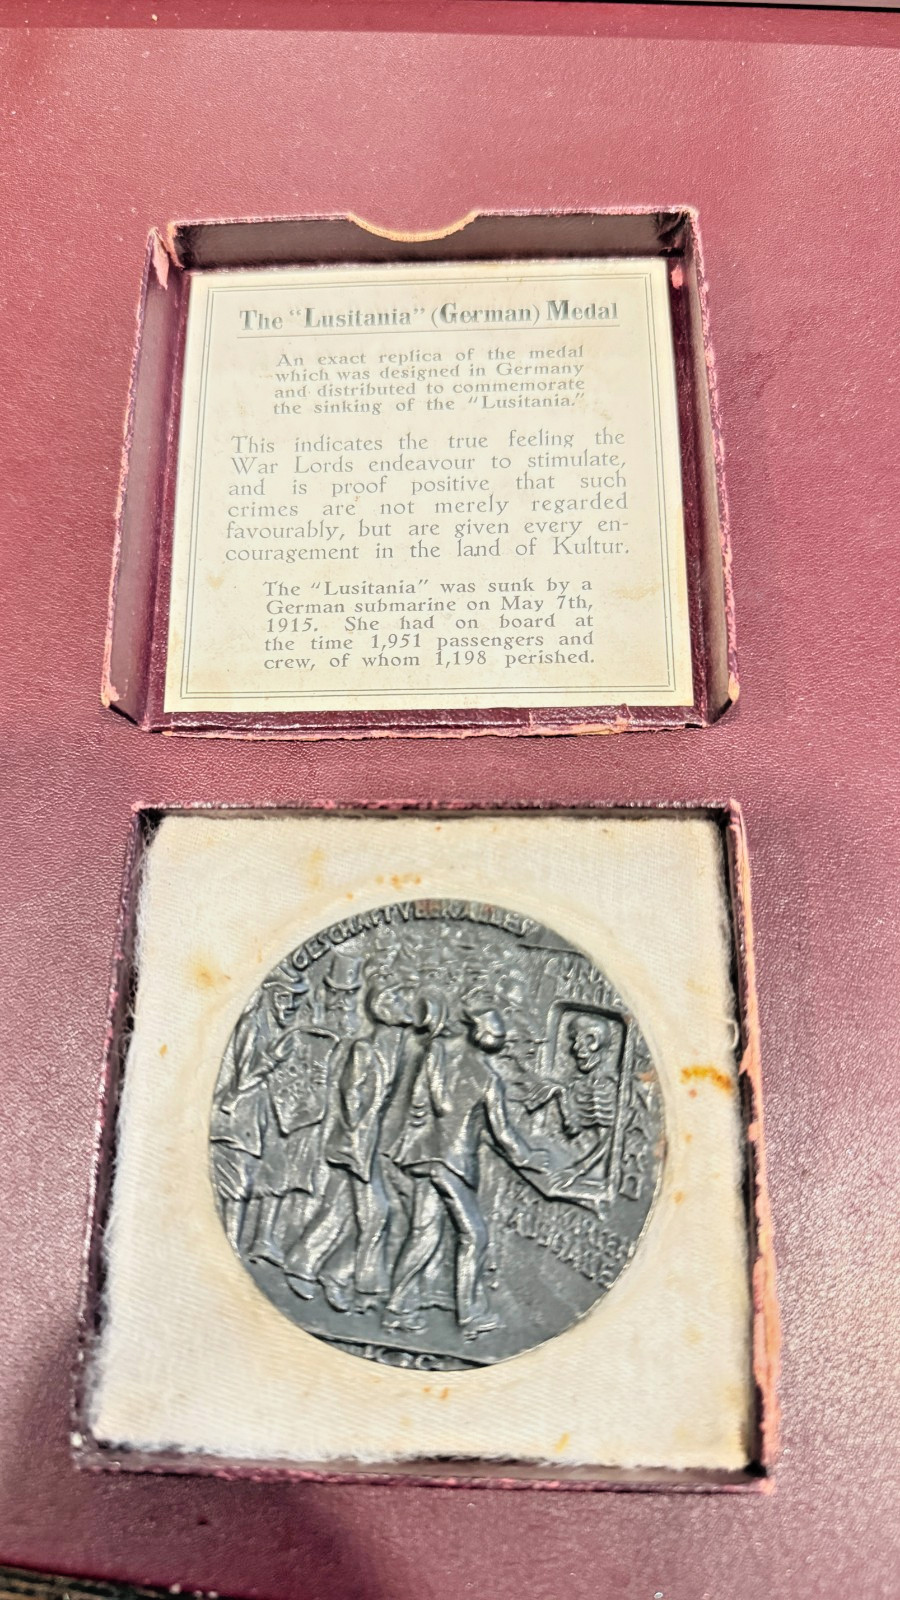 The "Lusitania" (German) Medal
An exact replica of the medal
which was designed in Germany
and distributed to commemorate
the sinking of the "Lusitania."
This indicates the true feeling the
War Lords endeavour to stimulate,
and is proof positive that such
crimes are not merely regarded
favourably, but are given every en-
couragement in the land of Kultur.
The "Lusitania" was sunk by a
German submarine on May 7th,
1915. She had on board at
the time 1,951 passengers and
crew, of whom 1,198 perished.
GESCHÄFT ÜBER ALLES
CUNARD